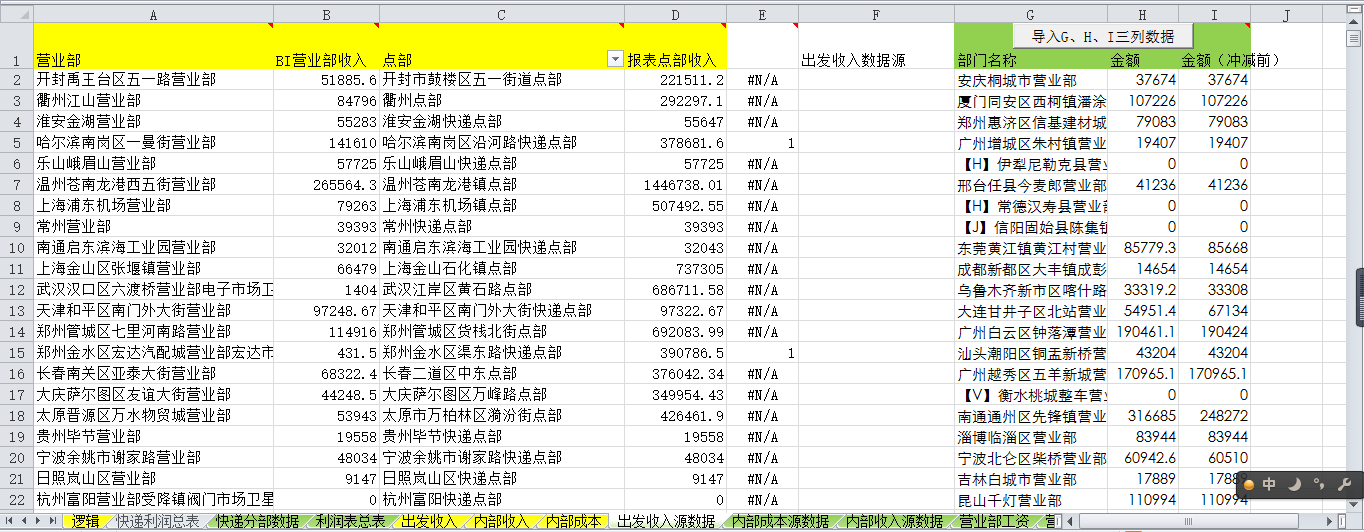 A B C D E F G H I J
导入G、H、I三列数据
1 营业部 BI营业部收入 点部 报表点部收入 出发收入数据源 部门名称 金额 金额（冲减前）
2 开封禹王台区五一路营业部 51885.6 开封市鼓楼区五一街道点部 221511.2 #N/A 安庆桐城市营业部 37674 37674
3 衢州江山营业部 84796 衢州点部 292297.1 #N/A 厦门同安区西柯镇潘涂 107226 107226
4 淮安金湖营业部 55283 淮安金湖快递点部 55647 #N/A 郑州惠济区信基建材城 79083 79083
5 哈尔滨南岗区一曼街营业部 141610 哈尔滨南岗区沿河路快递点部 378681.6 1 广州增城区朱村镇营业 19407 19407
6 乐山峨眉山营业部 57725 乐山峨眉山快递点部 57725 #N/A 【H】伊犁尼勒克县营业 0 0
7 温州苍南龙港西五街营业部 265564.3 温州苍南龙港镇点部 1446738.01 #N/A 邢台任县今麦郎营业部 41236 41236
8 上海浦东机场营业部 79263 上海浦东机场镇点部 507492.55 #N/A 【H】常德汉寿县营业部 0 0
9 常州营业部 39393 常州快递点部 39393 #N/A 【J】信阳固始县陈集镇 0 0
10 南通启东滨海工业园营业部 32012 南通启东滨海工业园快递点部 32043 #N/A 东莞黄江镇黄江村营业 85779.3 85668
11 上海金山区张堰镇营业部 66479 上海金山石化镇点部 737305 #N/A 成都新都区大丰镇成彭 14654 14654
12 武汉汉口区六渡桥营业部电子市场卫 1404 武汉江岸区黄石路点部 686711.58 #N/A 乌鲁木齐新市区喀什路 33319.2 33308
13 天津和平区南门外大街营业部 97248.67 天津和平区南门外大街快递点部 97322.67 #N/A 大连甘井子区北站营业 54951.4 67134
14 郑州管城区七里河南路营业部 114916 郑州管城区货栈北街点部 692083.99 #N/A 广州白云区钟落潭营业 190461.1 190424
15 郑州金水区宏达汽配城营业部宏达市 431.5 郑州金水区渠东路快递点部 390786.5 1 汕头潮阳区铜盂新桥营 43204 43204
16 长春南关区亚泰大街营业部 68322.4 长春二道区中东点部 376042.34 #N/A 广州越秀区五羊新城营 170965.1 170965.1
17 大庆萨尔图区友谊大街营业部 44248.5 大庆萨尔图区万峰路点部 349954.43 #N/A 【V】衡水桃城整车营业 0 0
18 太原晋源区万水物贸城营业部 53943 太原市万柏林区漪汾街点部 426461.9 #N/A 南通通州区先锋镇营业 316685 248272
19 贵州毕节营业部 19558 贵州毕节快递点部 19558 #N/A 淄博临淄区营业部 83944 83944
20 宁波余姚市谢家路营业部 48034 宁波余姚市谢家路快递点部 48034 #N/A 宁波北仑区柴桥营业部 60942.6 60510
21 日照岚山区营业部 9147 日照岚山区快递点部 9147 #N/A 吉林白城市营业部 17889 17889
22 杭州富阳营业部受降镇阀门市场卫星 0 杭州富阳快递点部 0 #N/A 昆山千灯营业部 110994 110994
中
逻辑 快递利润总表 快递分部数据 利润表总表 出发收入 内部收入 内部成本 出发收入源数据 内部成本源数据 内部收入源数据 营业部工资 营